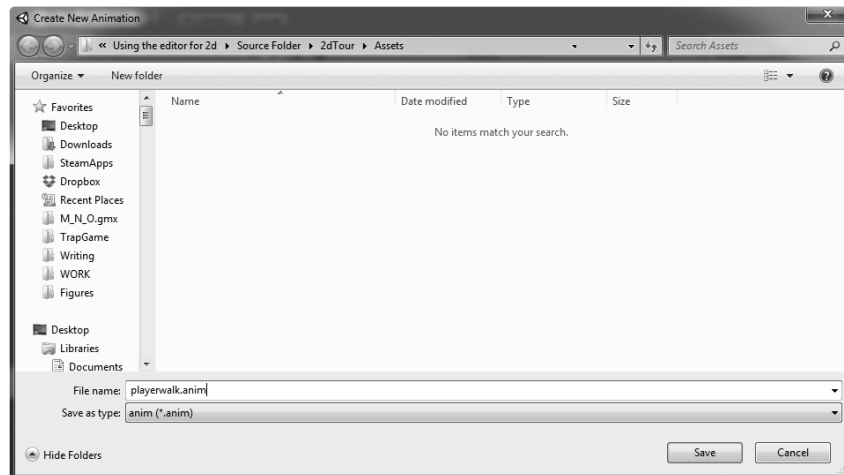 Create New Animation
« Using the editor for 2d ▸ Source Folder ▸ 2dTour ▸ Assets
Search Assets
Organize New folder
Name Date modified Type Size
No items match your search.
Favorites
Desktop
Downloads
SteamApps
Dropbox
Recent Places
M_N_O.gmx
TrapGame
Writing
WORK
Figures
Desktop
Libraries
Documents
File name: playerwalk.anim
Save as type: anim (*.anim)
Hide Folders Save Cancel